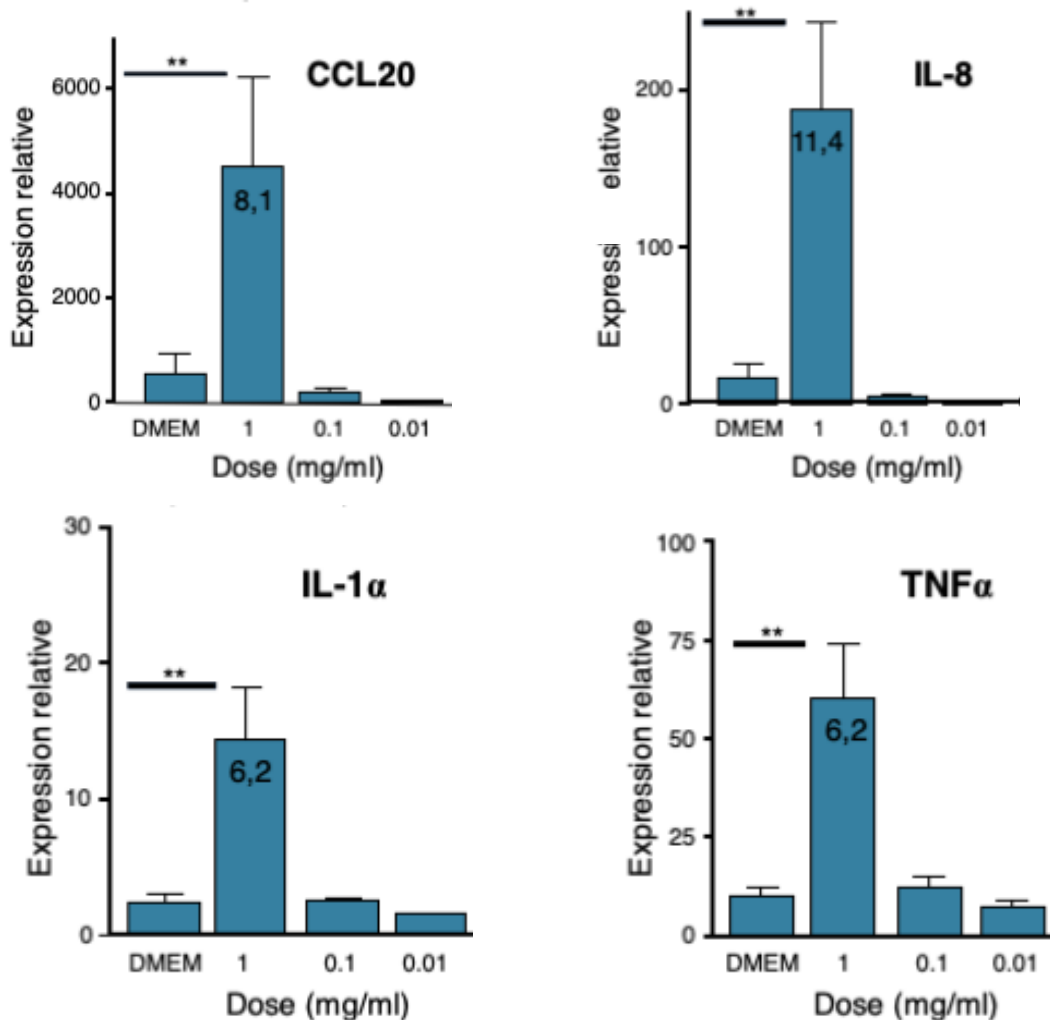 CCL20
**
Expression relative
6000
4000
2000
0
8,1
DMEM 1 0.1 0.01
Dose (mg/ml)
IL-8
**
Expressi elative
200
100
0
11,4
DMEM 1 0.1 0.01
Dose (mg/ml)
IL-1α
**
Expression relative
30
20
10
0
6,2
DMEM 1 0.1 0.01
Dose (mg/ml)
TNFα
**
Expression relative
100
75
50
25
0
6,2
DMEM 1 0.1 0.01
Dose (mg/ml)